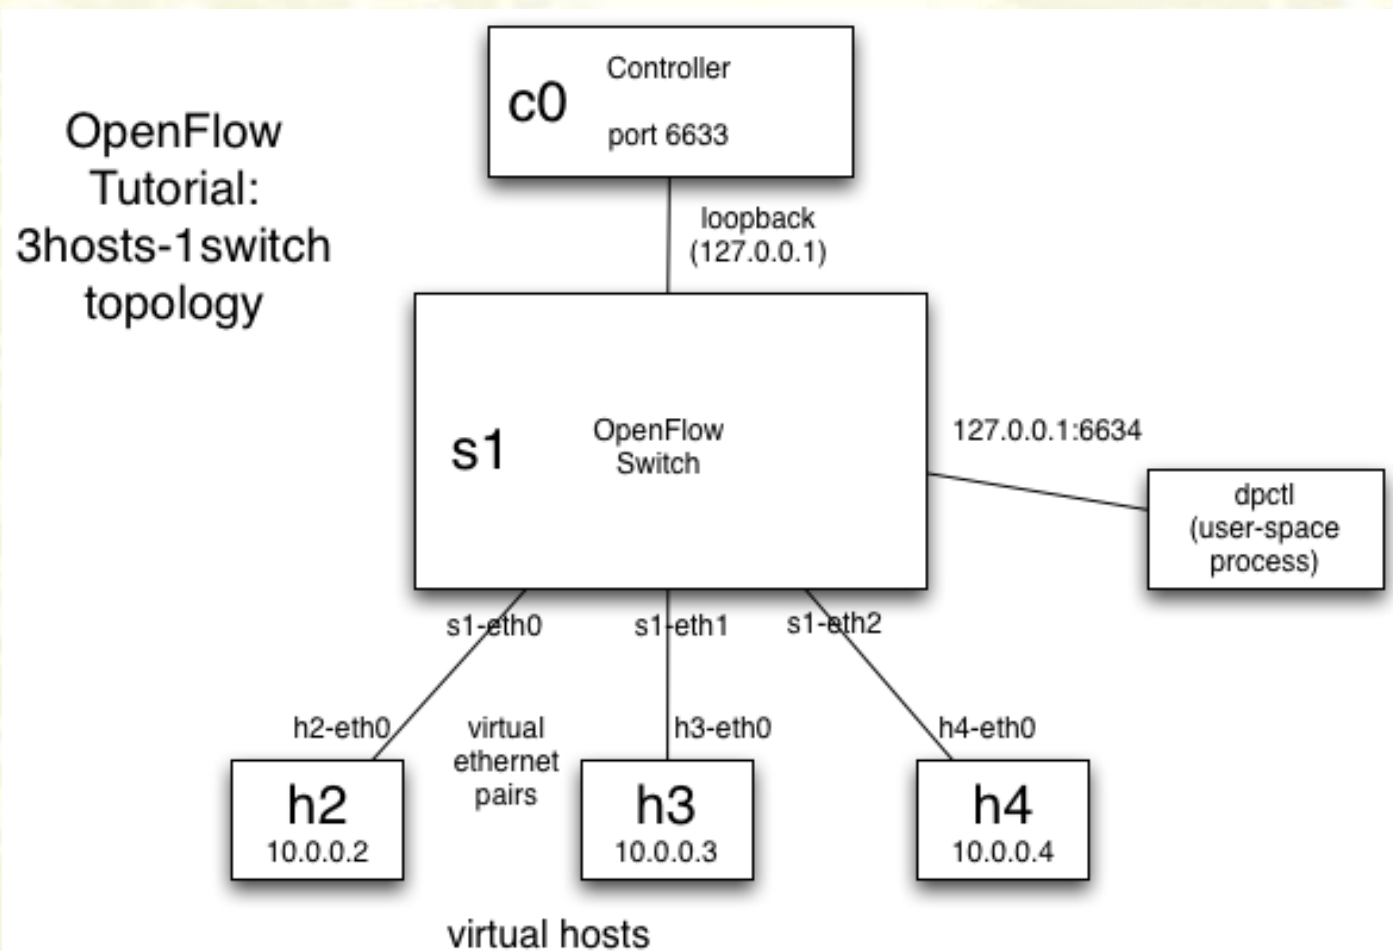 OpenFlow
Tutorial:
3hosts-1switch
topology
c0
Controller
port 6633
loopback
(127.0.0.1)
s1
OpenFlow
Switch
127.0.0.1:6634
dpctl
(user-space
process)
s1-eth0
s1-eth1
s1-eth2
h2-eth0
virtual
ethernet
pairs
h3-eth0
h4-eth0
h2
10.0.0.2
h3
10.0.0.3
h4
10.0.0.4
virtual hosts